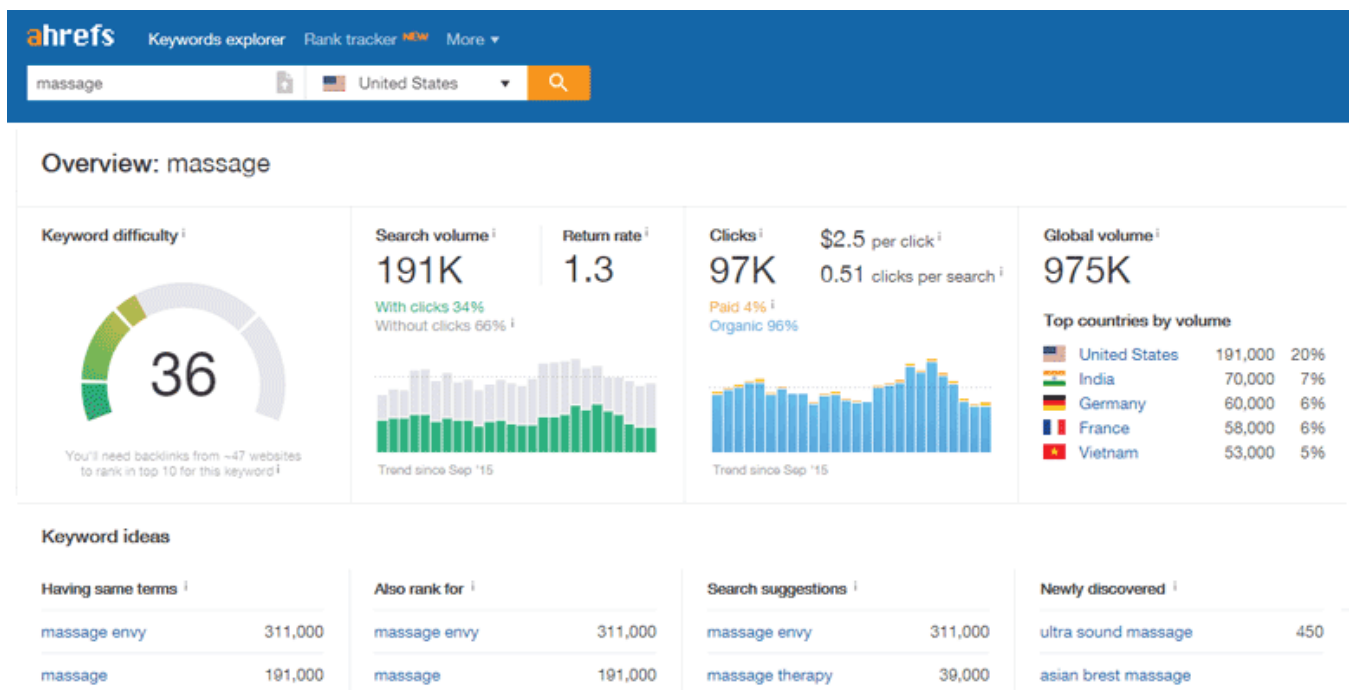 ahrefs Keywords explorer Rank tracker NEW More
massage United States
Overview: massage
Keyword difficulty i
36
You'll need backlinks from ~47 websites
to rank in top 10 for this keyword i
Search volume i Return rate i
191K 1.3
With clicks 34%
Without clicks 66% i
Trend since Sep '15
Clicks i $2.5 per click i
97K 0.51 clicks per search i
Paid 4% i
Organic 96%
Trend since Sep '15
Global volume i
975K
Top countries by volume
United States 191,000 20%
India 70,000 7%
Germany 60,000 6%
France 58,000 6%
Vietnam 53,000 5%
Keyword ideas
Having same terms i
massage envy 311,000
massage 191,000
Also rank for i
massage envy 311,000
massage 191,000
Search suggestions i
massage envy 311,000
massage therapy 39,000
Newly discovered i
ultra sound massage 450
asian brest massage